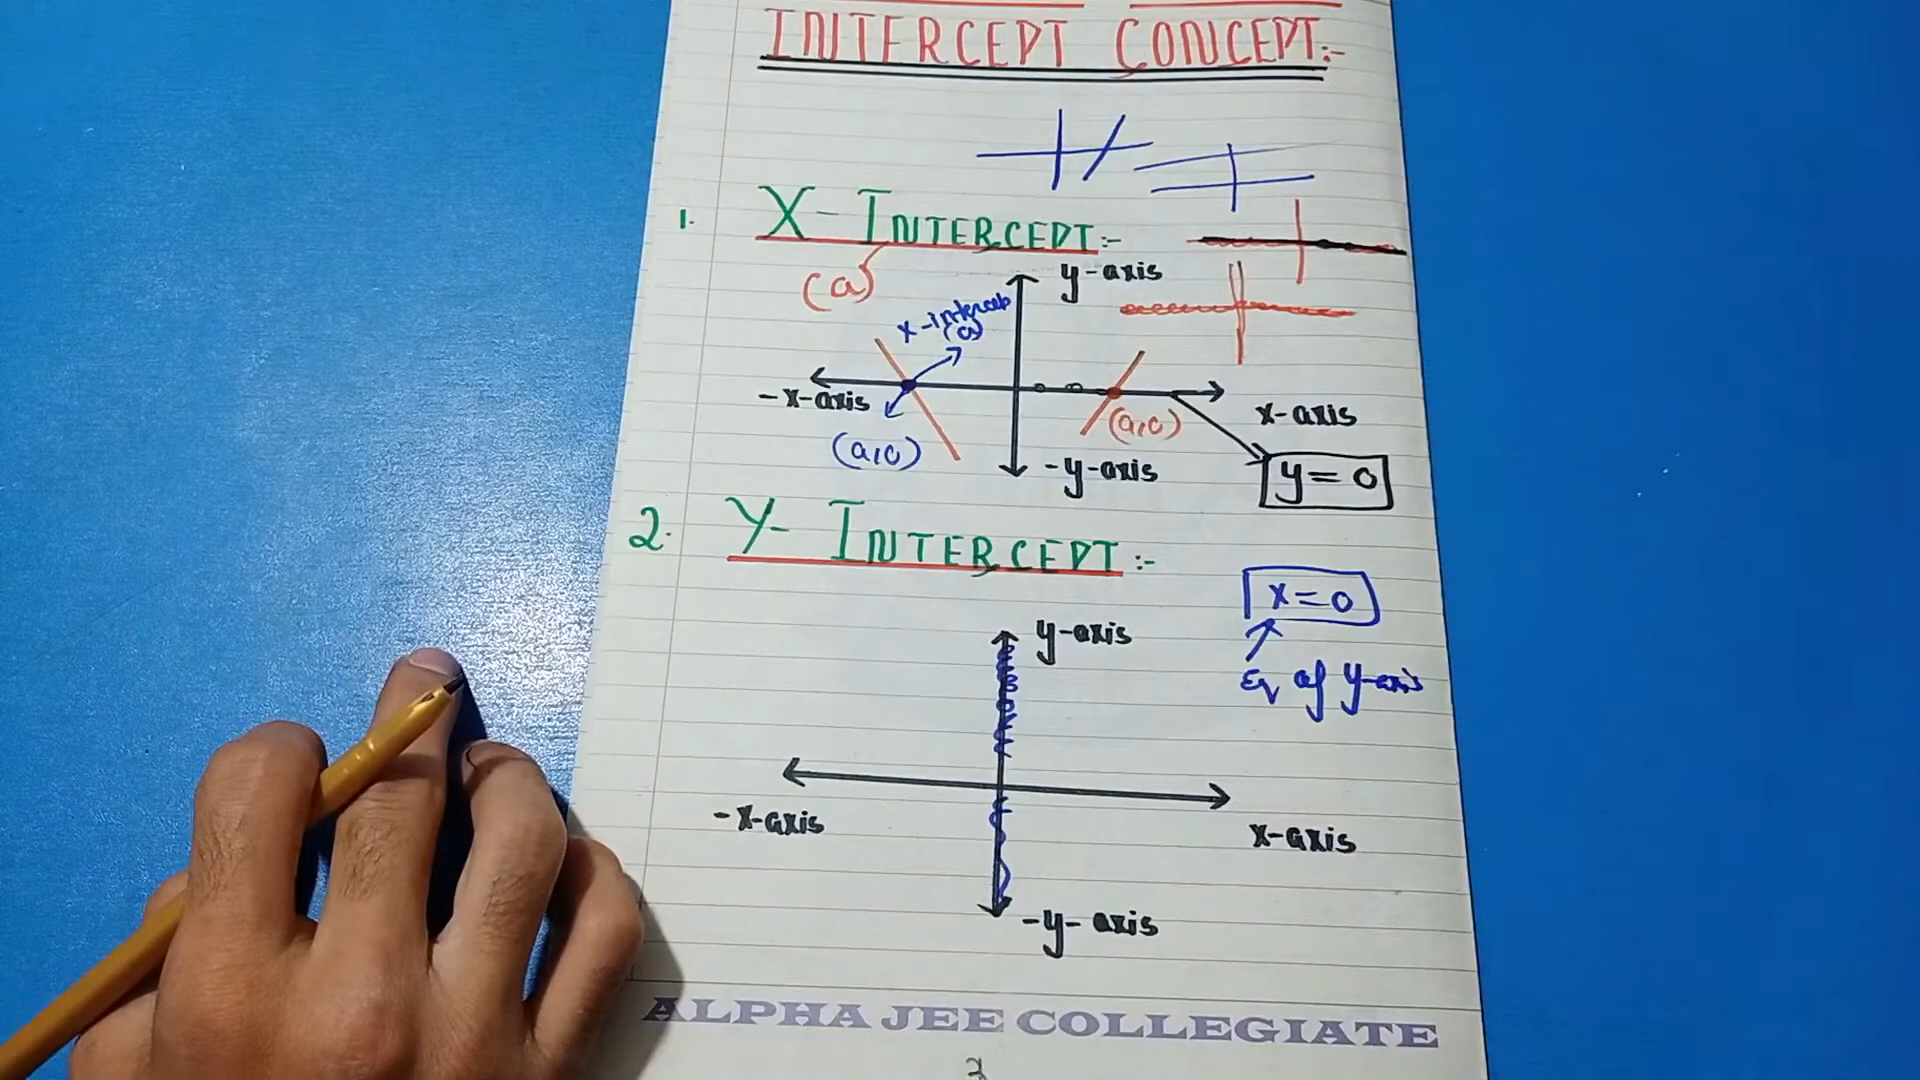 INTERCEPT CONCEPT:-
1. X-INTERCEPT:-
(a)
y-axis
x-intercep
(a)
-x-axis
x-axis
(a,0)
(a,0)
-y-axis
y=0
2. Y-INTERCEPT:-
x=0
y-axis
Eq of y-axis
-x-axis
x-axis
-y-axis
ALPHA JEE COLLEGIATE